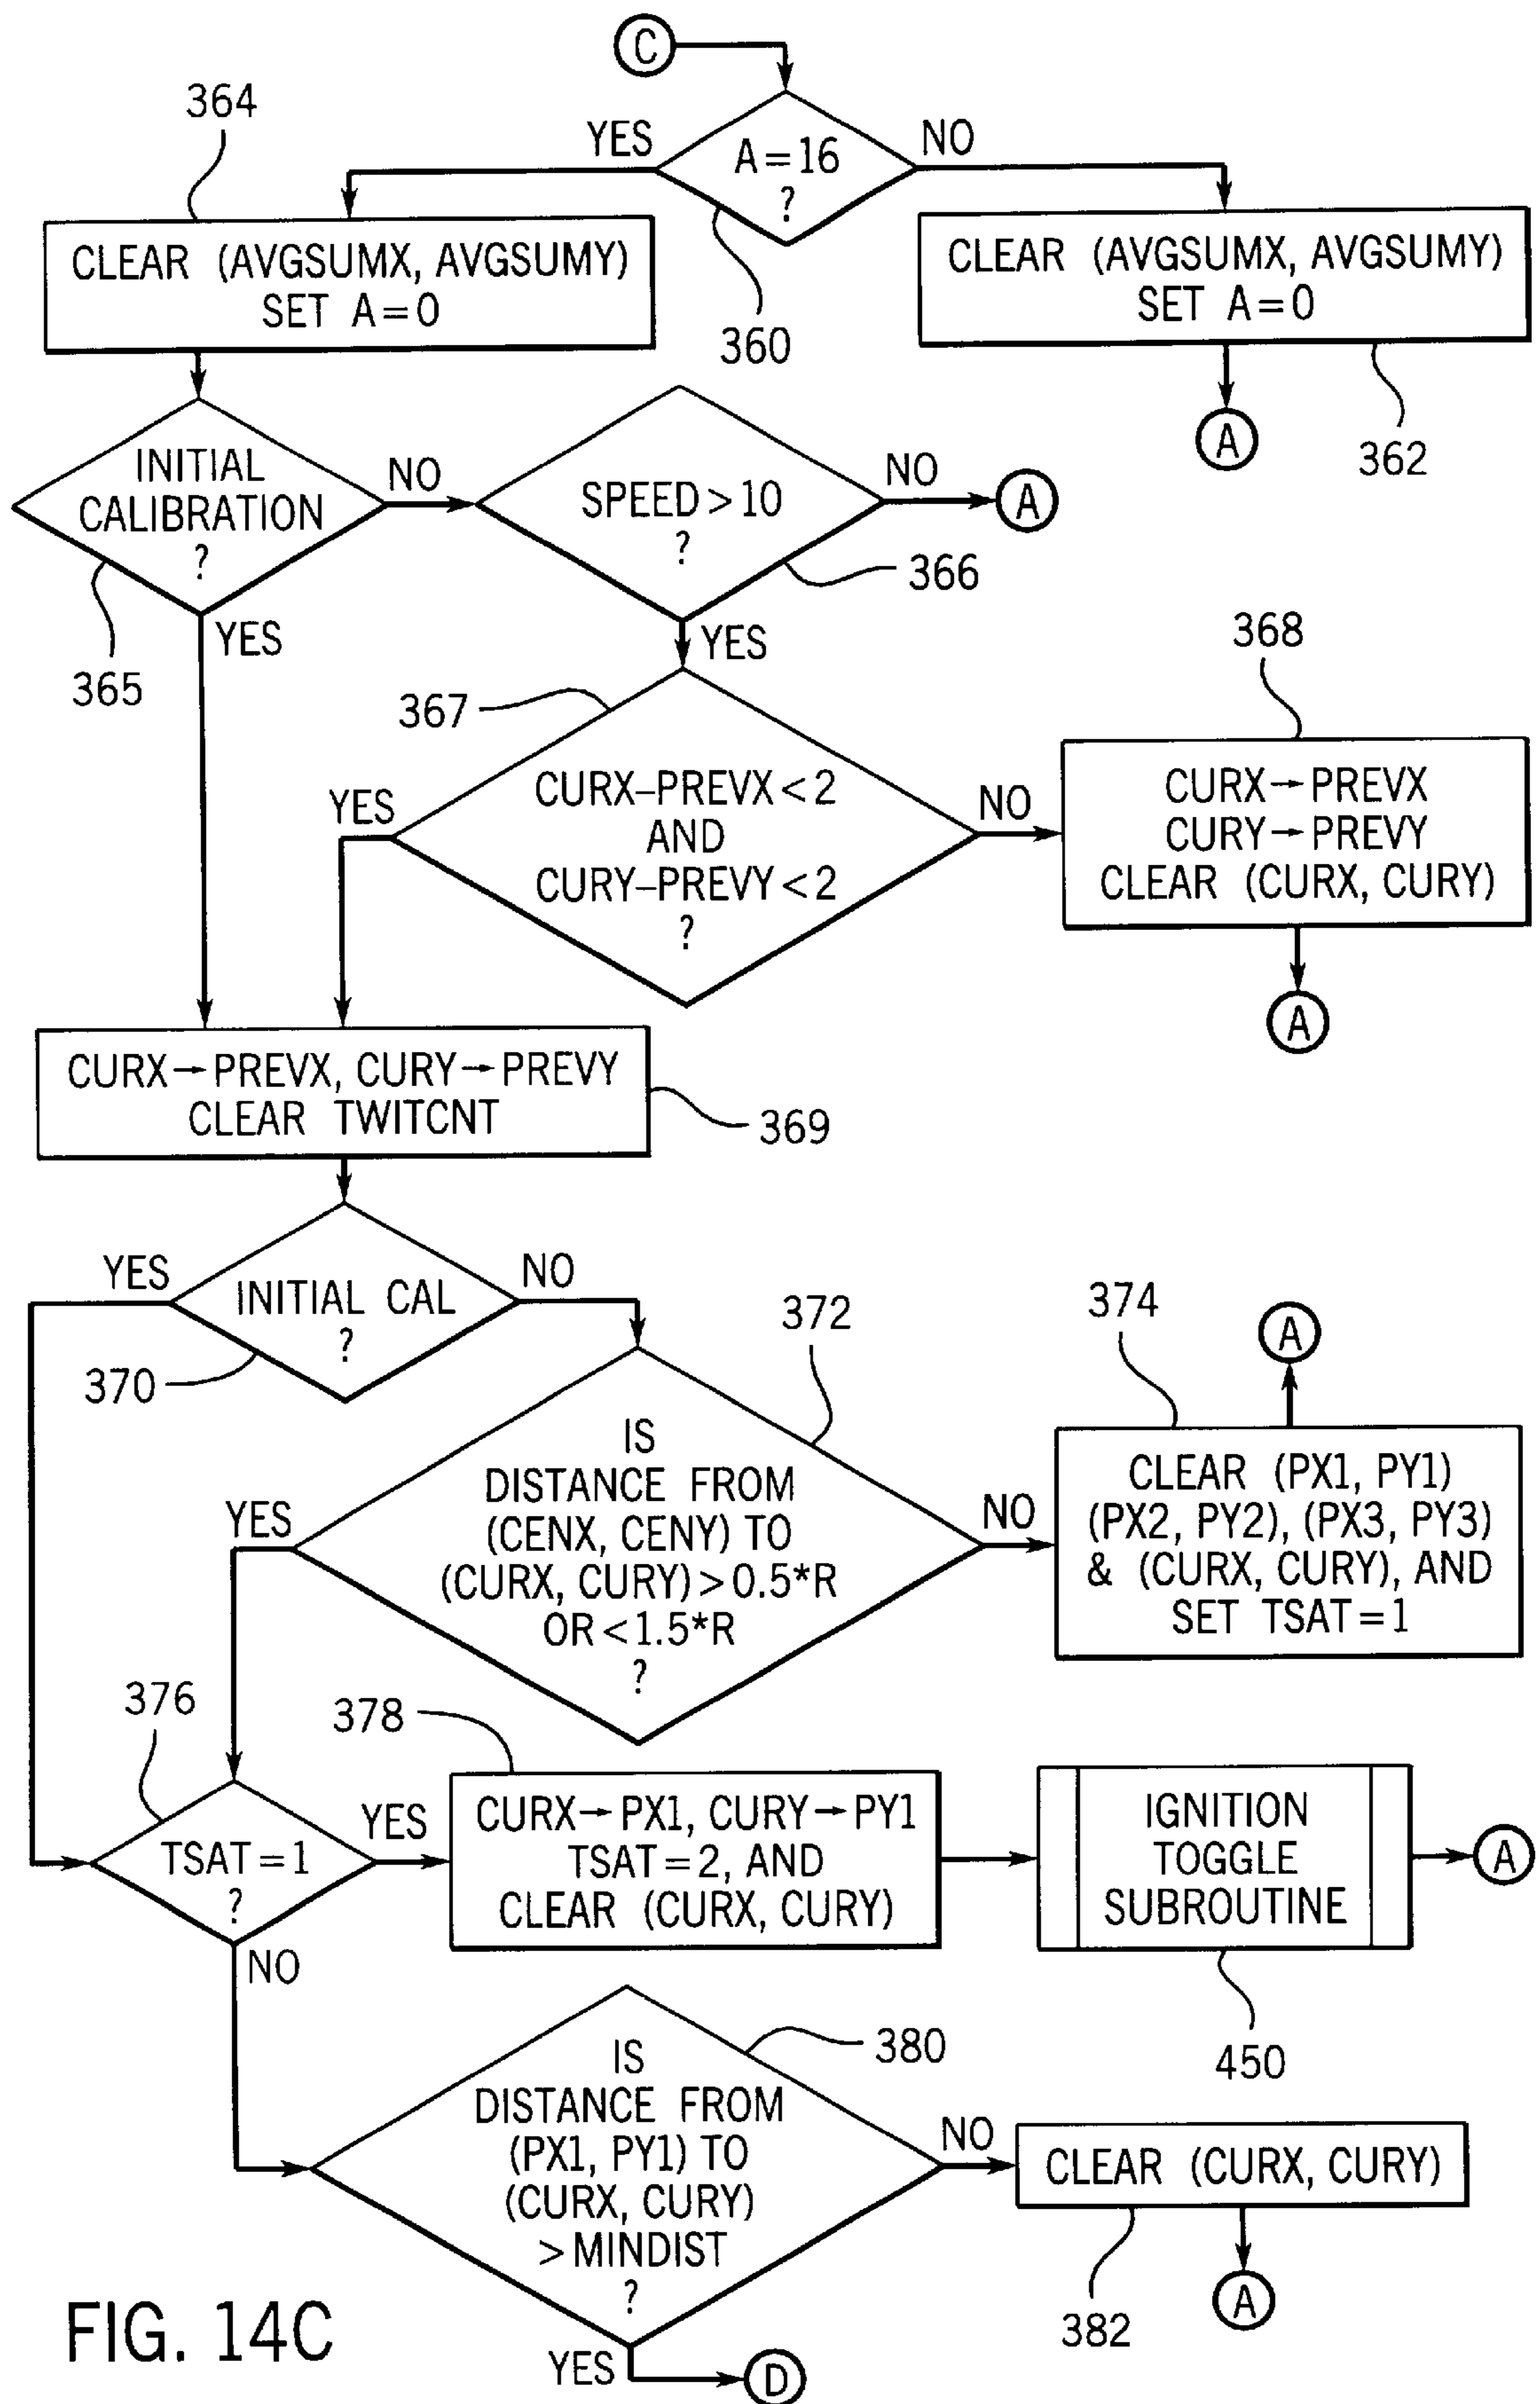 C
364
YES
A=16
?
NO
CLEAR (AVGSUMX, AVGSUMY)
SET A=0
360
CLEAR (AVGSUMX, AVGSUMY)
SET A=0
A
362
INITIAL
CALIBRATION
?
NO
SPEED>10
?
NO
A
366
365
YES
YES
367
368
CURX–PREVX<2
AND
CURY–PREVY<2
?
YES
NO
CURX→PREVX
CURY→PREVY
CLEAR (CURX, CURY)
A
CURX→PREVX, CURY→PREVY
CLEAR TWITCNT
369
YES
INITIAL CAL
?
NO
370
372
374
A
IS
DISTANCE FROM
(CENX, CENY) TO
(CURX, CURY)>0.5*R
OR<1.5*R
?
YES
NO
CLEAR (PX1, PY1)
(PX2, PY2), (PX3, PY3)
& (CURX, CURY), AND
SET TSAT=1
376
378
TSAT=1
?
YES
CURX→PX1, CURY→PY1
TSAT=2, AND
CLEAR (CURX, CURY)
IGNITION
TOGGLE
SUBROUTINE
A
NO
450
380
IS
DISTANCE FROM
(PX1, PY1) TO
(CURX, CURY)
>MINDIST
?
NO
CLEAR (CURX, CURY)
382
A
YES
D
FIG. 14C